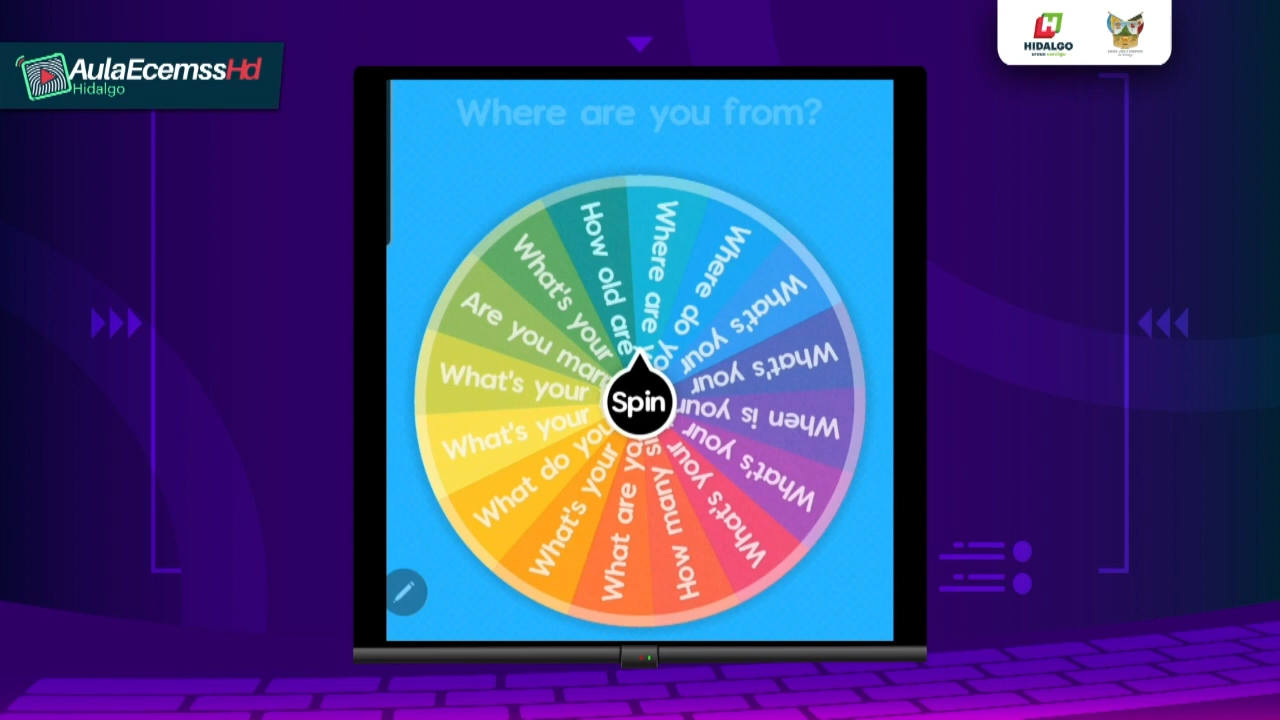 AulaEcemssHd
Hidalgo
HIDALGO
Where are you from?
How old are
Where are
Where do
What's your
What's your
When is your
What's your
What's your
How many
What are
What's your
What do you
What's your
What's your
Are you
What's your
Spin